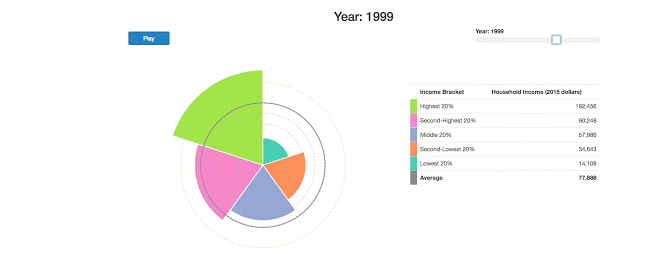 Year: 1999
Play
Year: 1999
Income Bracket Household Income (2015 dollars)
Highest 20% 192,456
Second-Highest 20% 90,248
Middle 20% 57,986
Second-Lowest 20% 34,643
Lowest 20% 14,108
Average 77,888